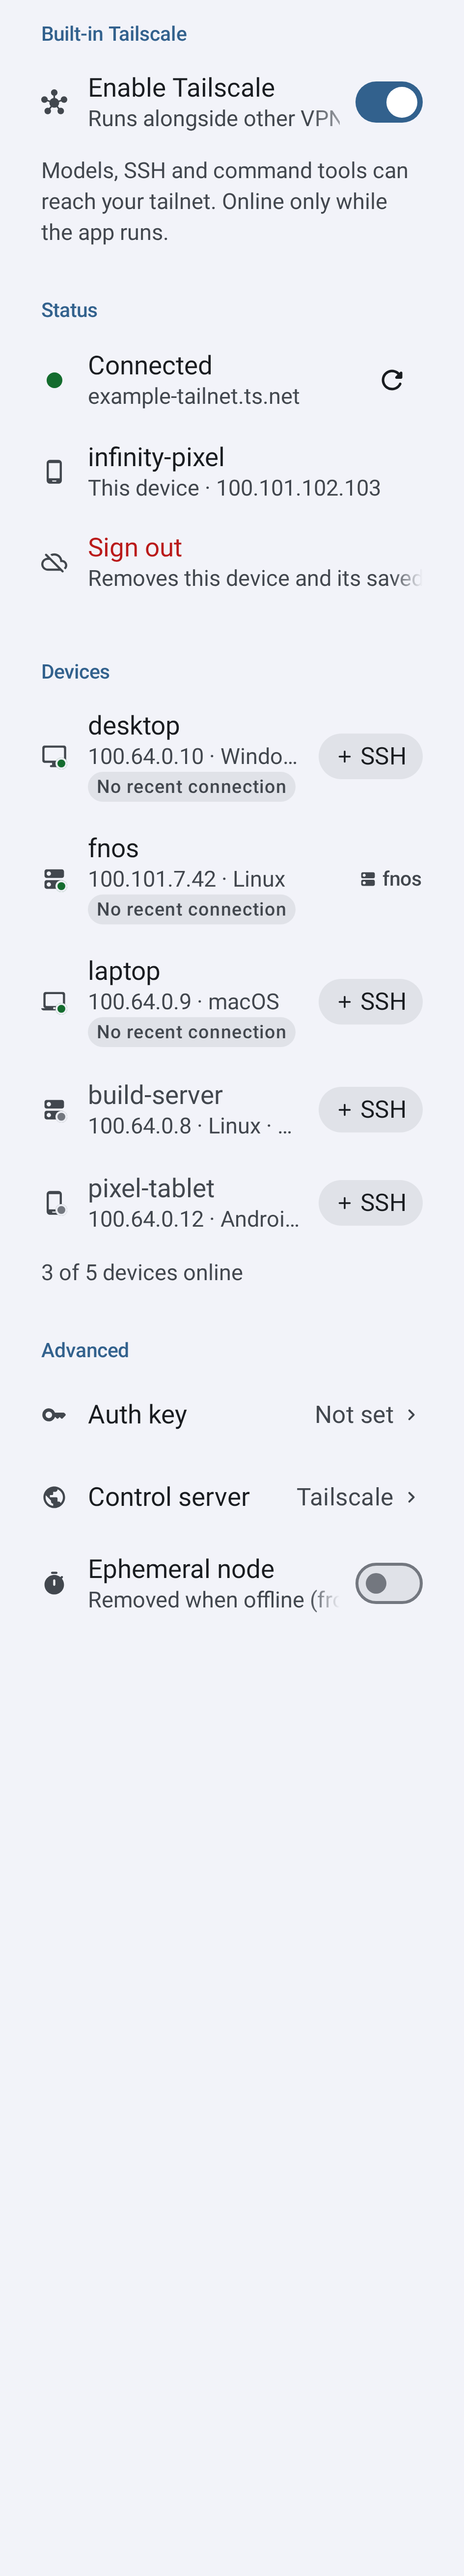 Built-in Tailscale
Enable Tailscale
Runs alongside other VPN
Models, SSH and command tools can
reach your tailnet. Online only while
the app runs.
Status
Connected
example-tailnet.ts.net
infinity-pixel
This device · 100.101.102.103
Sign out
Removes this device and its saved
Devices
desktop
100.64.0.10 · Windo...
+ SSH
No recent connection
fnos
100.101.7.42 · Linux
fnos
No recent connection
laptop
100.64.0.9 · macOS
+ SSH
No recent connection
build-server
100.64.0.8 · Linux · ...
+ SSH
pixel-tablet
100.64.0.12 · Androi...
+ SSH
3 of 5 devices online
Advanced
Auth key
Not set
Control server
Tailscale
Ephemeral node
Removed when offline (fro